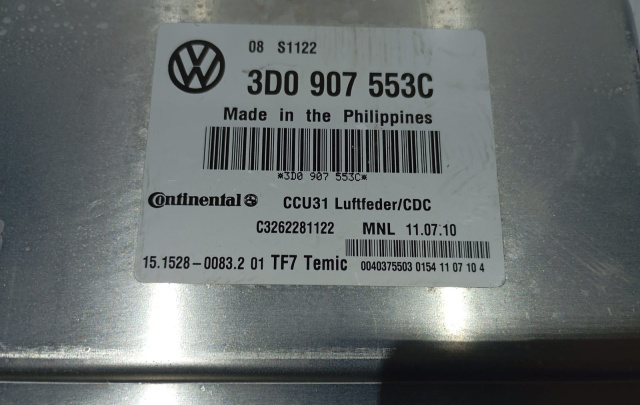 08 S1122
3D0 907 553C
Made in the Philippines
*3D0 907 553C*
Continental CCU31 Luftfeder/CDC
C3262281122 MNL 11.07.10
15.1528-0083.2 01 TF7 Temic 0040375503 0154 11 07 10 4